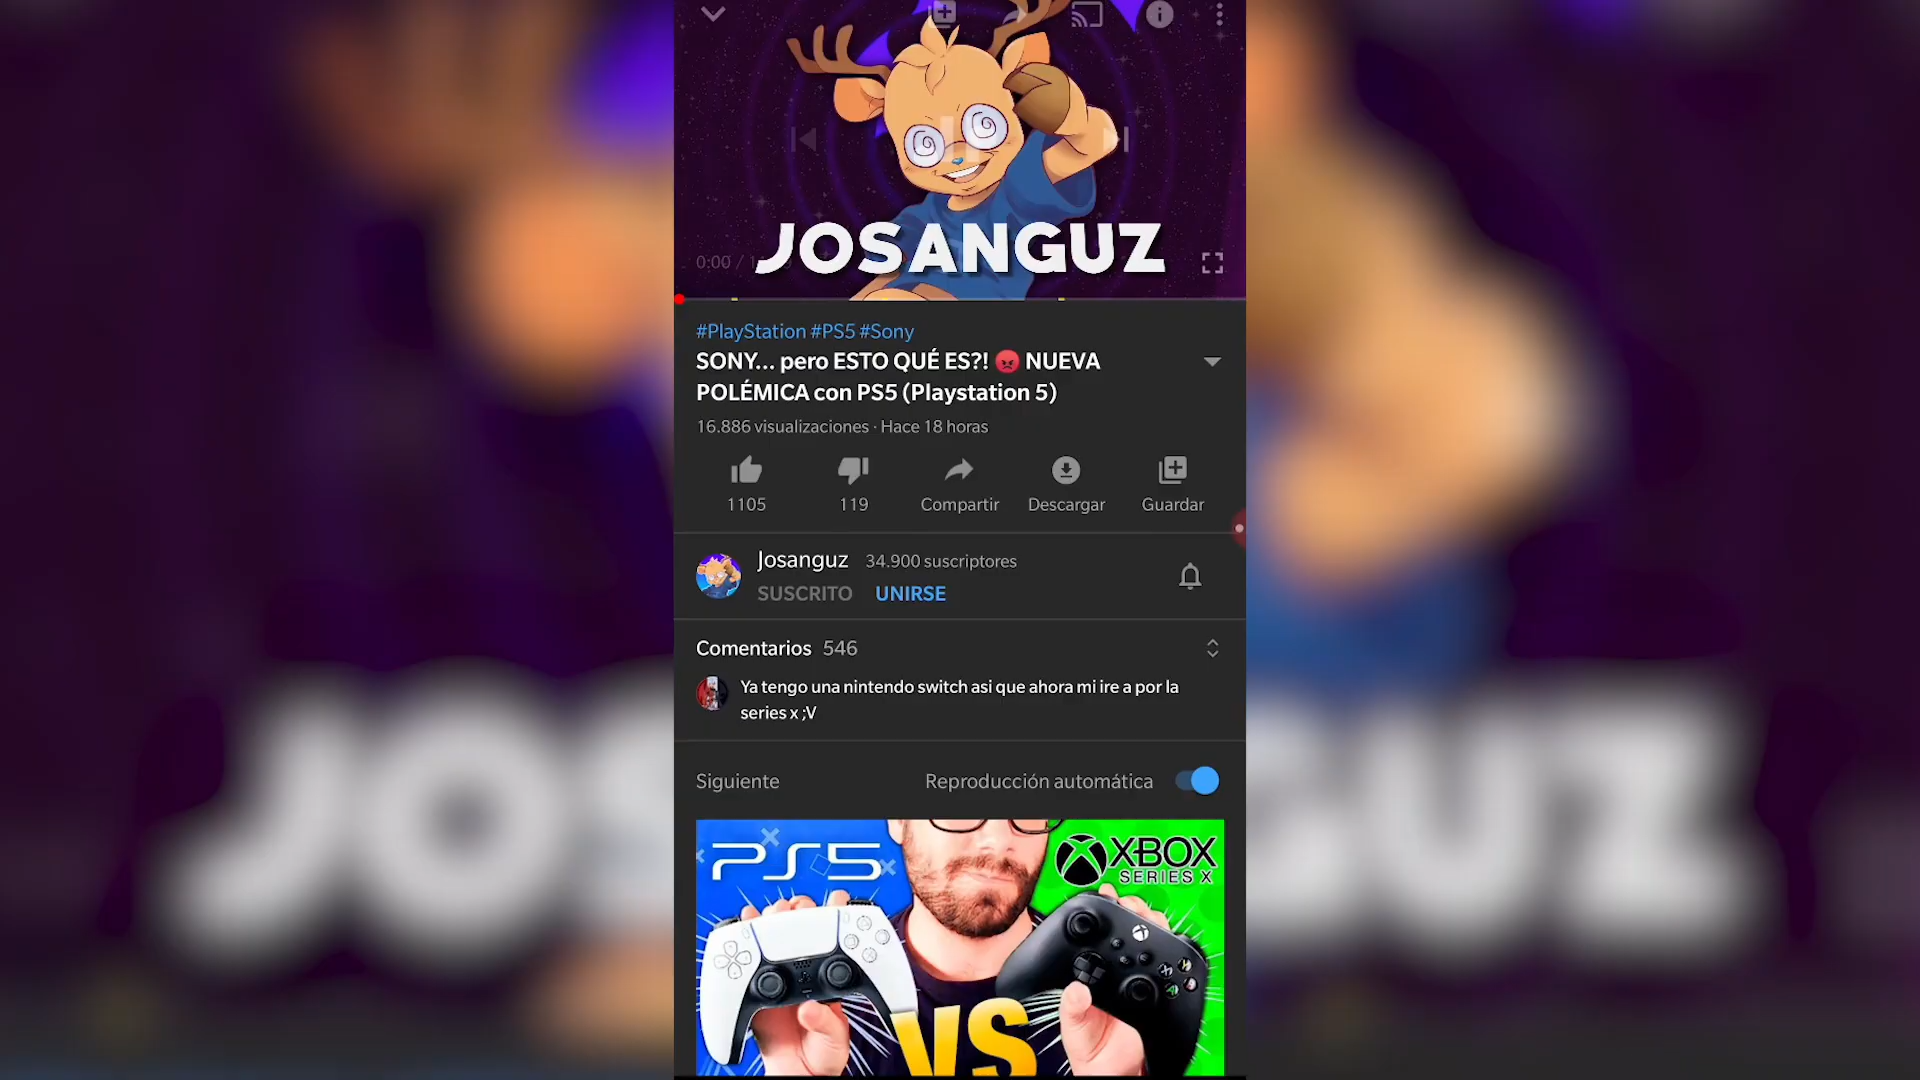 JOSANGUZ
0:00 / 1
#PlayStation #PS5 #Sony
SONY... pero ESTO QUÉ ES?! 😡 NUEVA
POLÉMICA con PS5 (Playstation 5)
16.886 visualizaciones · Hace 18 horas
1105
119
Compartir
Descargar
Guardar
Josanguz 34.900 suscriptores
SUSCRITO UNIRSE
Comentarios 546
Ya tengo una nintendo switch asi que ahora mi ire a por la
series x ;V
Siguiente
Reproducción automática
PS5
XBOX
SERIES X
VS